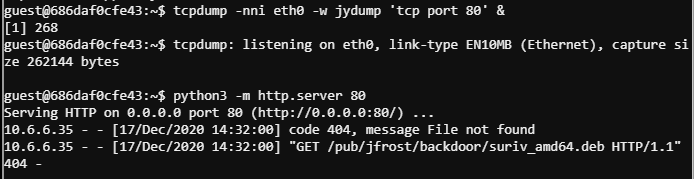 guest@686daf0cfe43:~$ tcpdump -nni eth0 -w jydump 'tcp port 80' &
[1] 268
guest@686daf0cfe43:~$ tcpdump: listening on eth0, link-type EN10MB (Ethernet), capture si
ze 262144 bytes
guest@686daf0cfe43:~$ python3 -m http.server 80
Serving HTTP on 0.0.0.0 port 80 (http://0.0.0.0:80/) ...
10.6.6.35 - - [17/Dec/2020 14:32:00] code 404, message File not found
10.6.6.35 - - [17/Dec/2020 14:32:00] "GET /pub/jfrost/backdoor/suriv_amd64.deb HTTP/1.1"
404 -